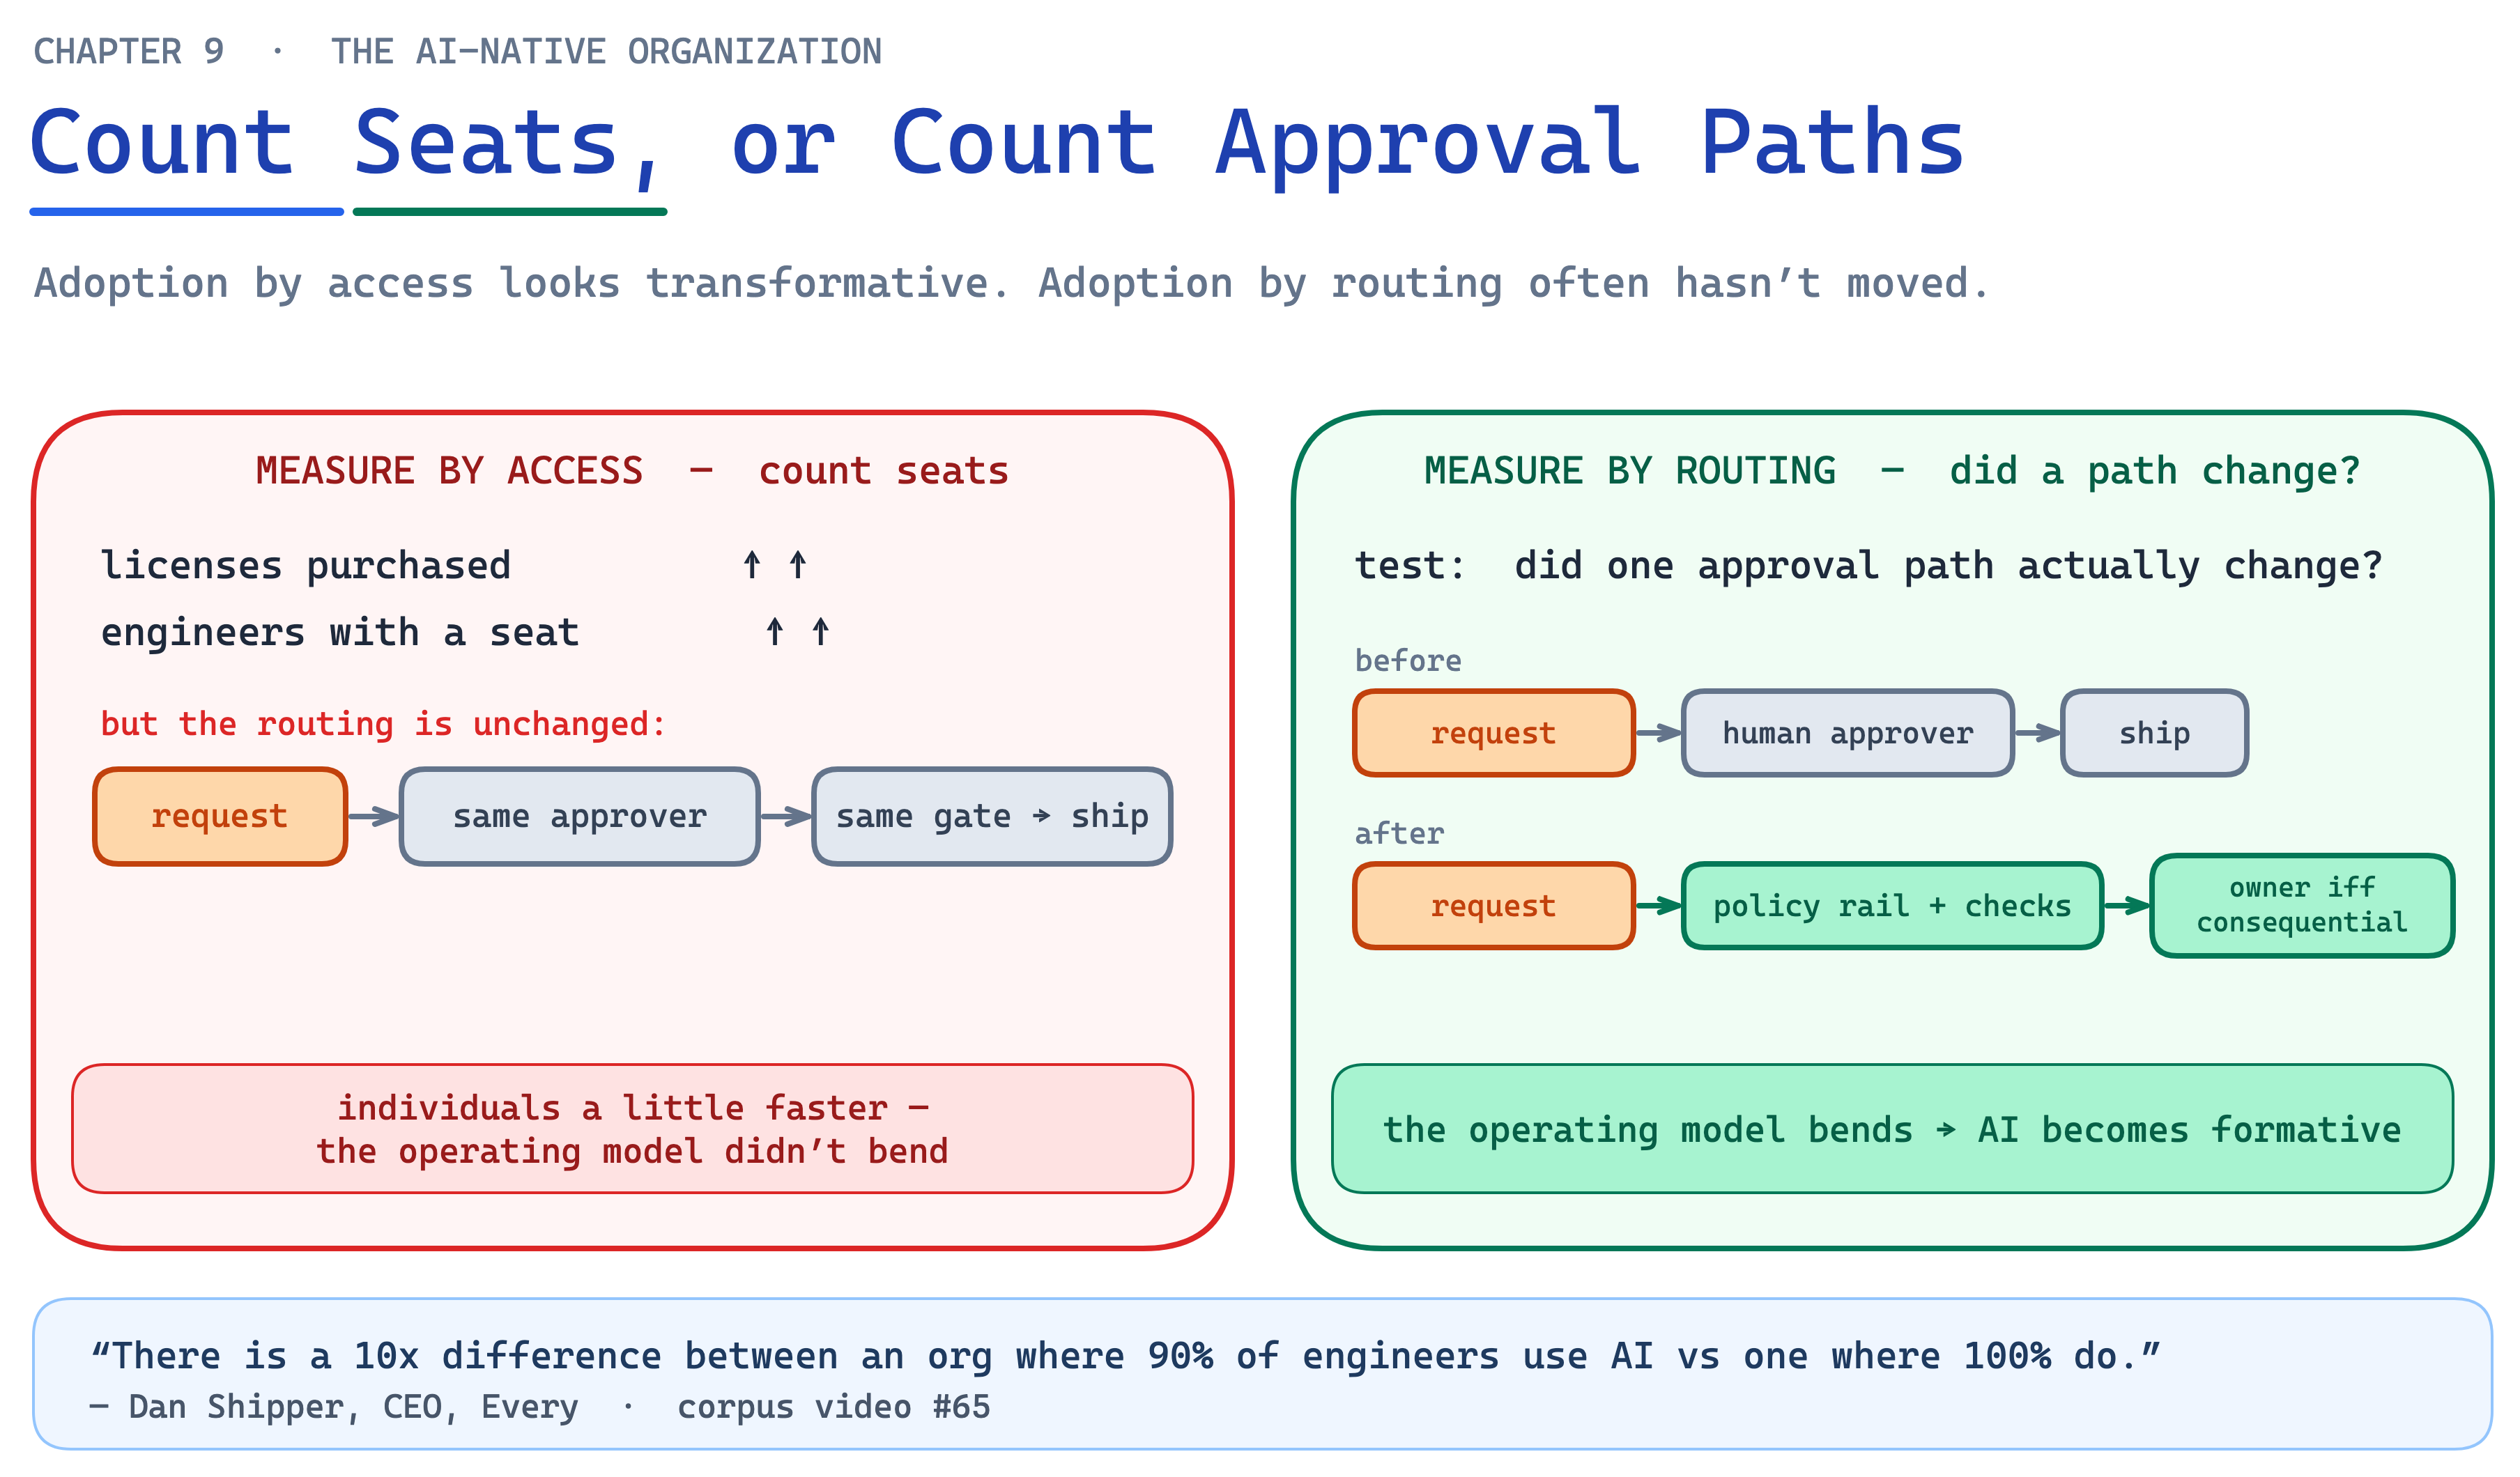 CHAPTER 9 · THE AI–NATIVE ORGANIZATION
Count Seats, or Count Approval Paths
Adoption by access looks transformative. Adoption by routing often hasn’t moved.
MEASURE BY ACCESS — count seats
licenses purchased ↑ ↑
engineers with a seat ↑ ↑
but the routing is unchanged:
request
same approver
same gate → ship
individuals a little faster —
the operating model didn’t bend
MEASURE BY ROUTING — did a path change?
test: did one approval path actually change?
before
request
human approver
ship
after
request
policy rail + checks
owner iff
consequential
the operating model bends → AI becomes formative
“There is a 10x difference between an org where 90% of engineers use AI vs one where 100% do.”
— Dan Shipper, CEO, Every · corpus video #65